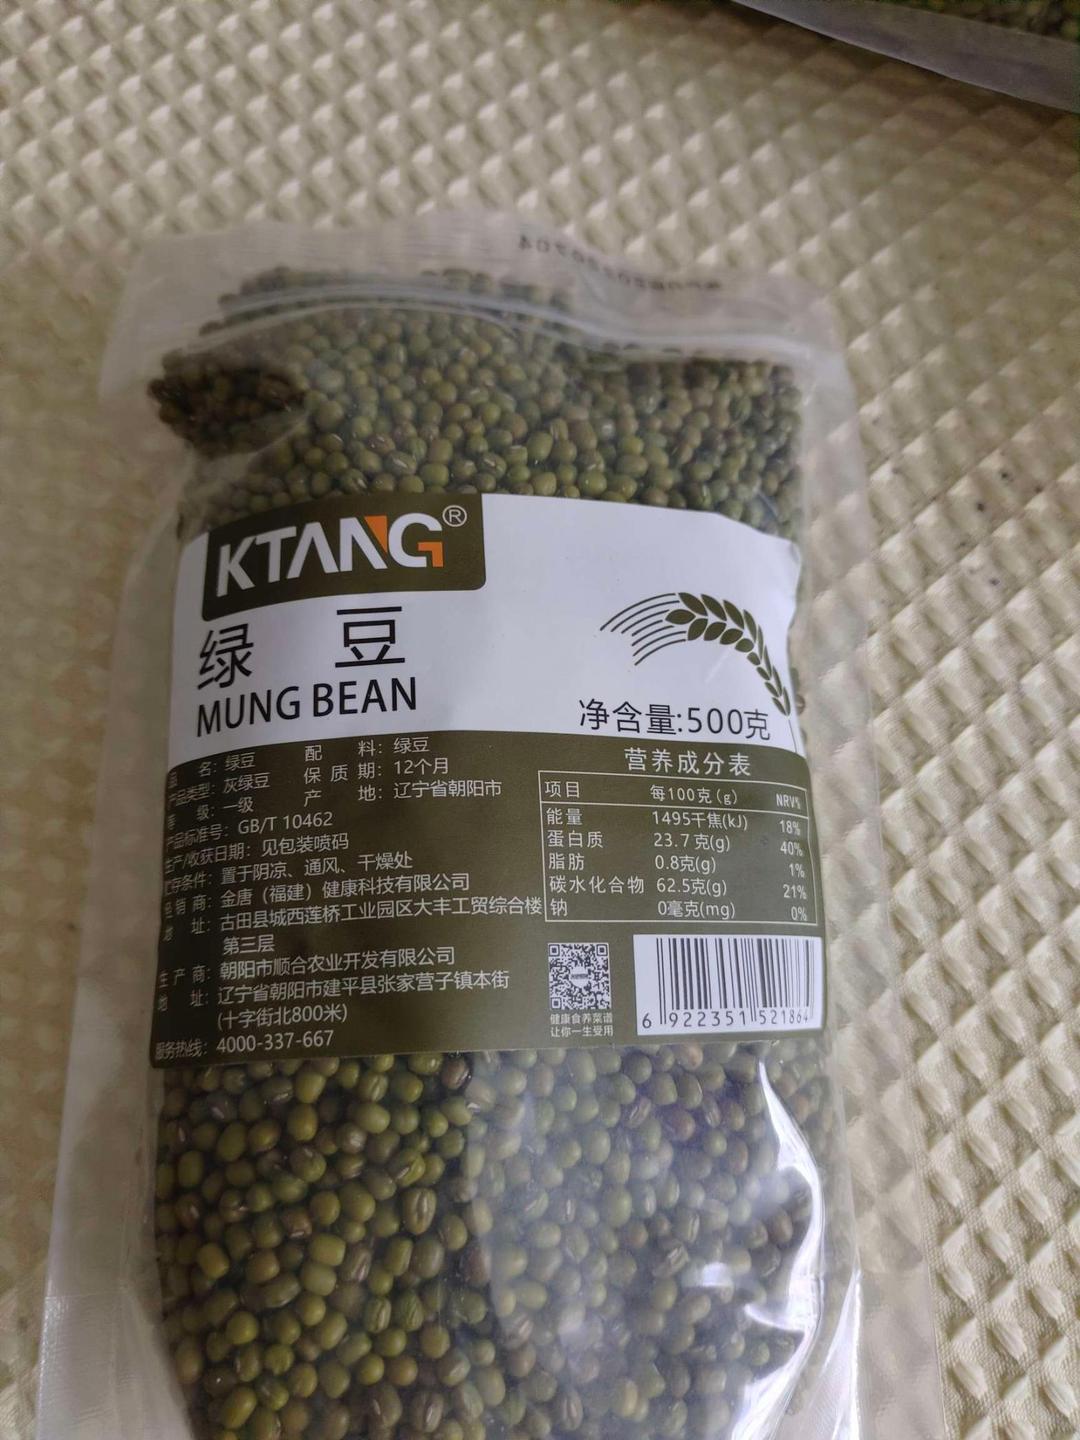 KTANG®
绿 豆
MUNG BEAN
净含量:500克
品 名: 绿豆 配 料: 绿豆
产品类型: 灰绿豆 保质期: 12个月
等 级: 一级 产 地: 辽宁省朝阳市
产品标准号: GB/T 10462
生产/收获日期: 见包装喷码
贮存条件: 置于阴凉、通风、干燥处
经销商: 金唐（福建）健康科技有限公司
地 址: 古田县城西莲桥工业园区大丰工贸综合楼
第三层
生产商: 朝阳市顺合农业开发有限公司
地 址: 辽宁省朝阳市建平县张家营子镇本街
(十字街北800米)
服务热线: 4000-337-667
营养成分表
项目 每100克（g） NRV%
能量 1495千焦(kJ) 18%
蛋白质 23.7克(g) 40%
脂肪 0.8克(g) 1%
碳水化合物 62.5克(g) 21%
钠 0毫克(mg) 0%
健康食养菜谱
让你一生受用
6 922351 521864